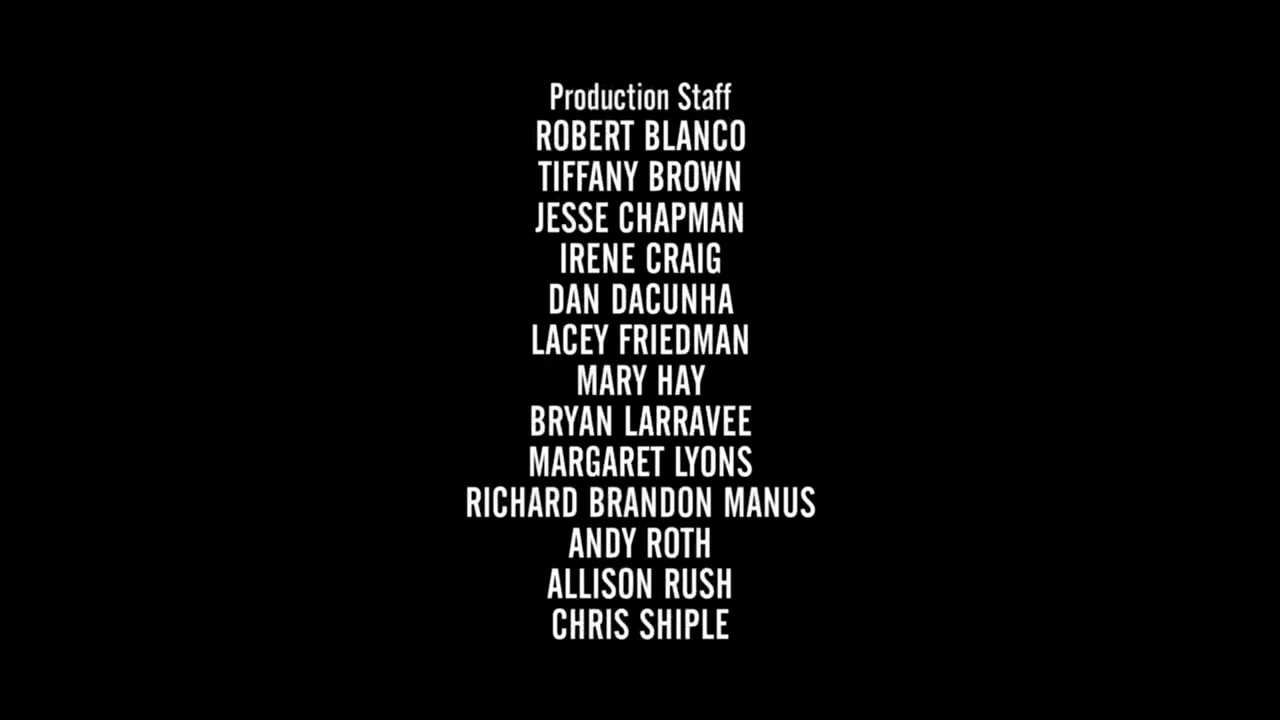 Production Staff
ROBERT BLANCO
TIFFANY BROWN
JESSE CHAPMAN
IRENE CRAIG
DAN DACUNHA
LACEY FRIEDMAN
MARY HAY
BRYAN LARRAVEE
MARGARET LYONS
RICHARD BRANDON MANUS
ANDY ROTH
ALLISON RUSH
CHRIS SHIPLE